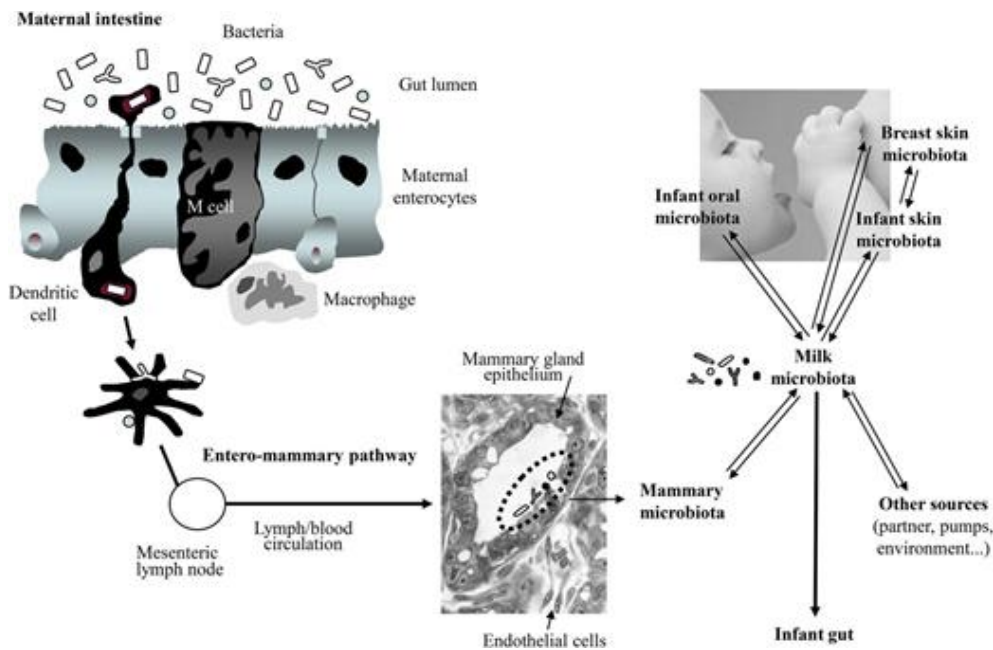 Maternal intestine
Bacteria
Gut lumen
Maternal
enterocytes
M cell
Dendritic
cell
Macrophage
Entero-mammary pathway
Lymph/blood
circulation
Mesenteric
lymph node
Mammary gland
epithelium
Endothelial cells
Mammary
microbiota
Infant oral
microbiota
Breast skin
microbiota
Infant skin
microbiota
Milk
microbiota
Other sources
(partner, pumps,
environment...)
Infant gut